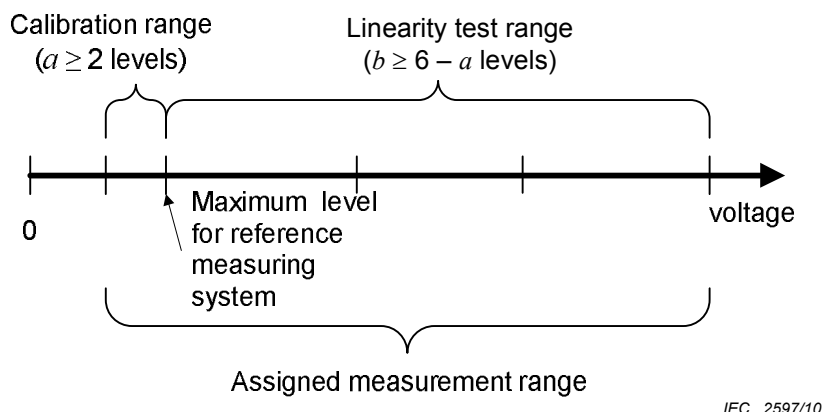 Calibration range
(a ≥ 2 levels)
Linearity test range
(b ≥ 6 – a levels)
0
Maximum level
for reference
measuring
system
voltage
Assigned measurement range
IEC 2597/10